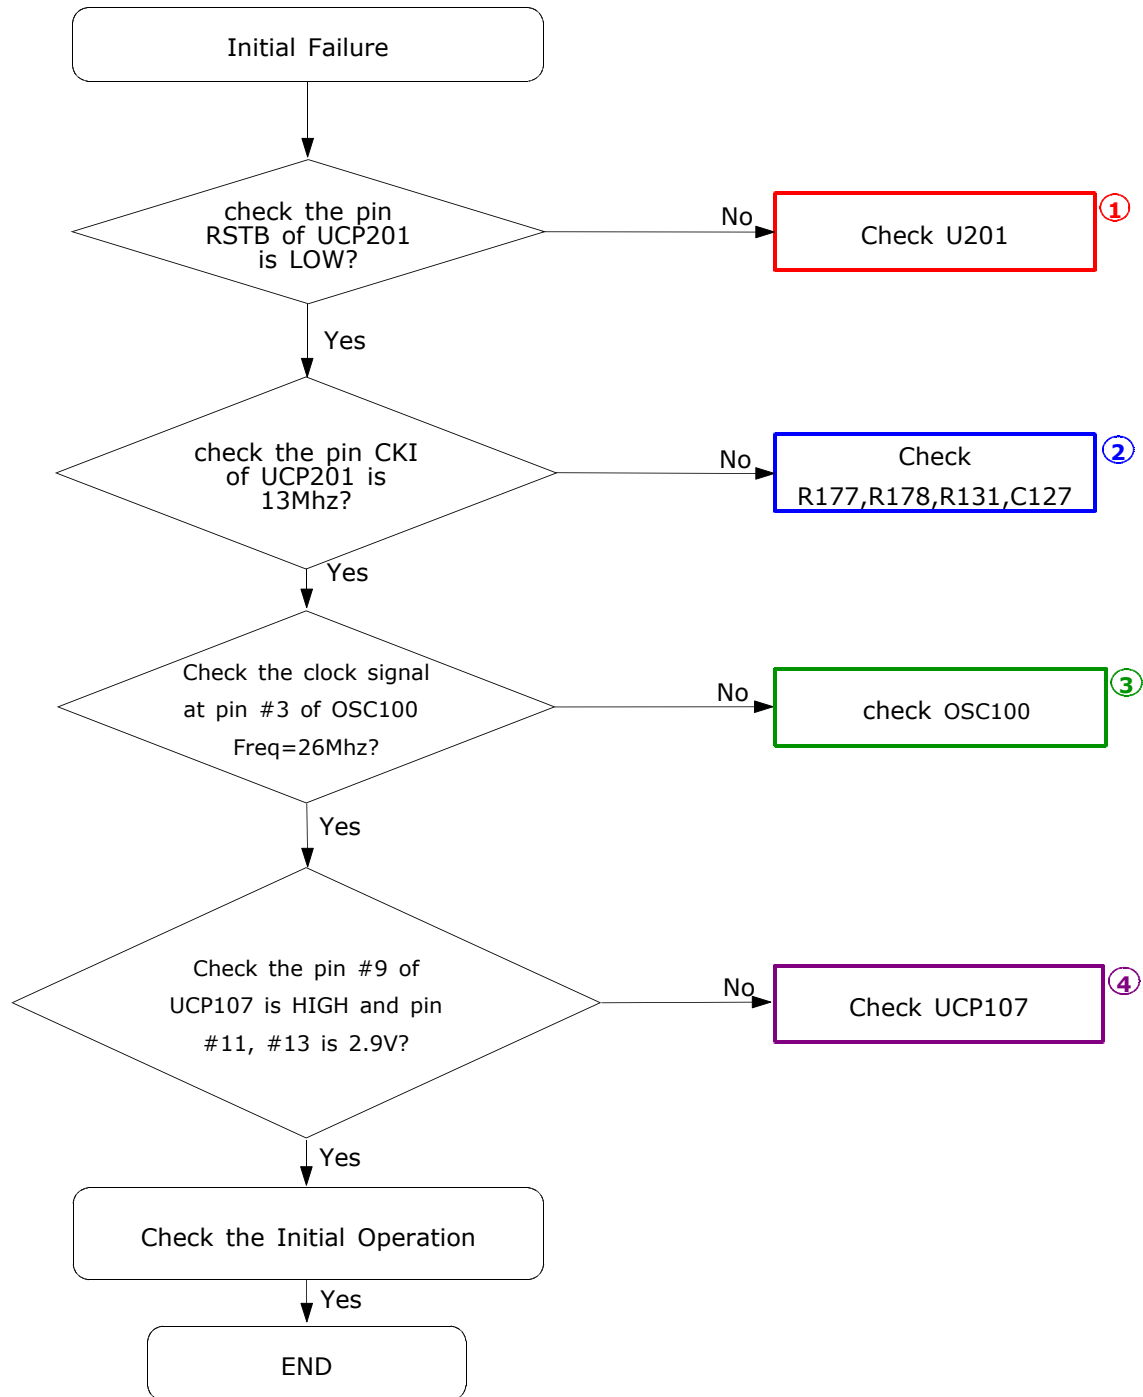 Initial Failure
check the pin
RSTB of UCP201
is LOW?
No
Check U201
1
Yes
check the pin CKI
of UCP201 is
13Mhz?
No
Check
R177,R178,R131,C127
2
Yes
Check the clock signal
at pin #3 of OSC100
Freq=26Mhz?
No
check OSC100
3
Yes
Check the pin #9 of
UCP107 is HIGH and pin
#11, #13 is 2.9V?
No
Check UCP107
4
Yes
Check the Initial Operation
Yes
END